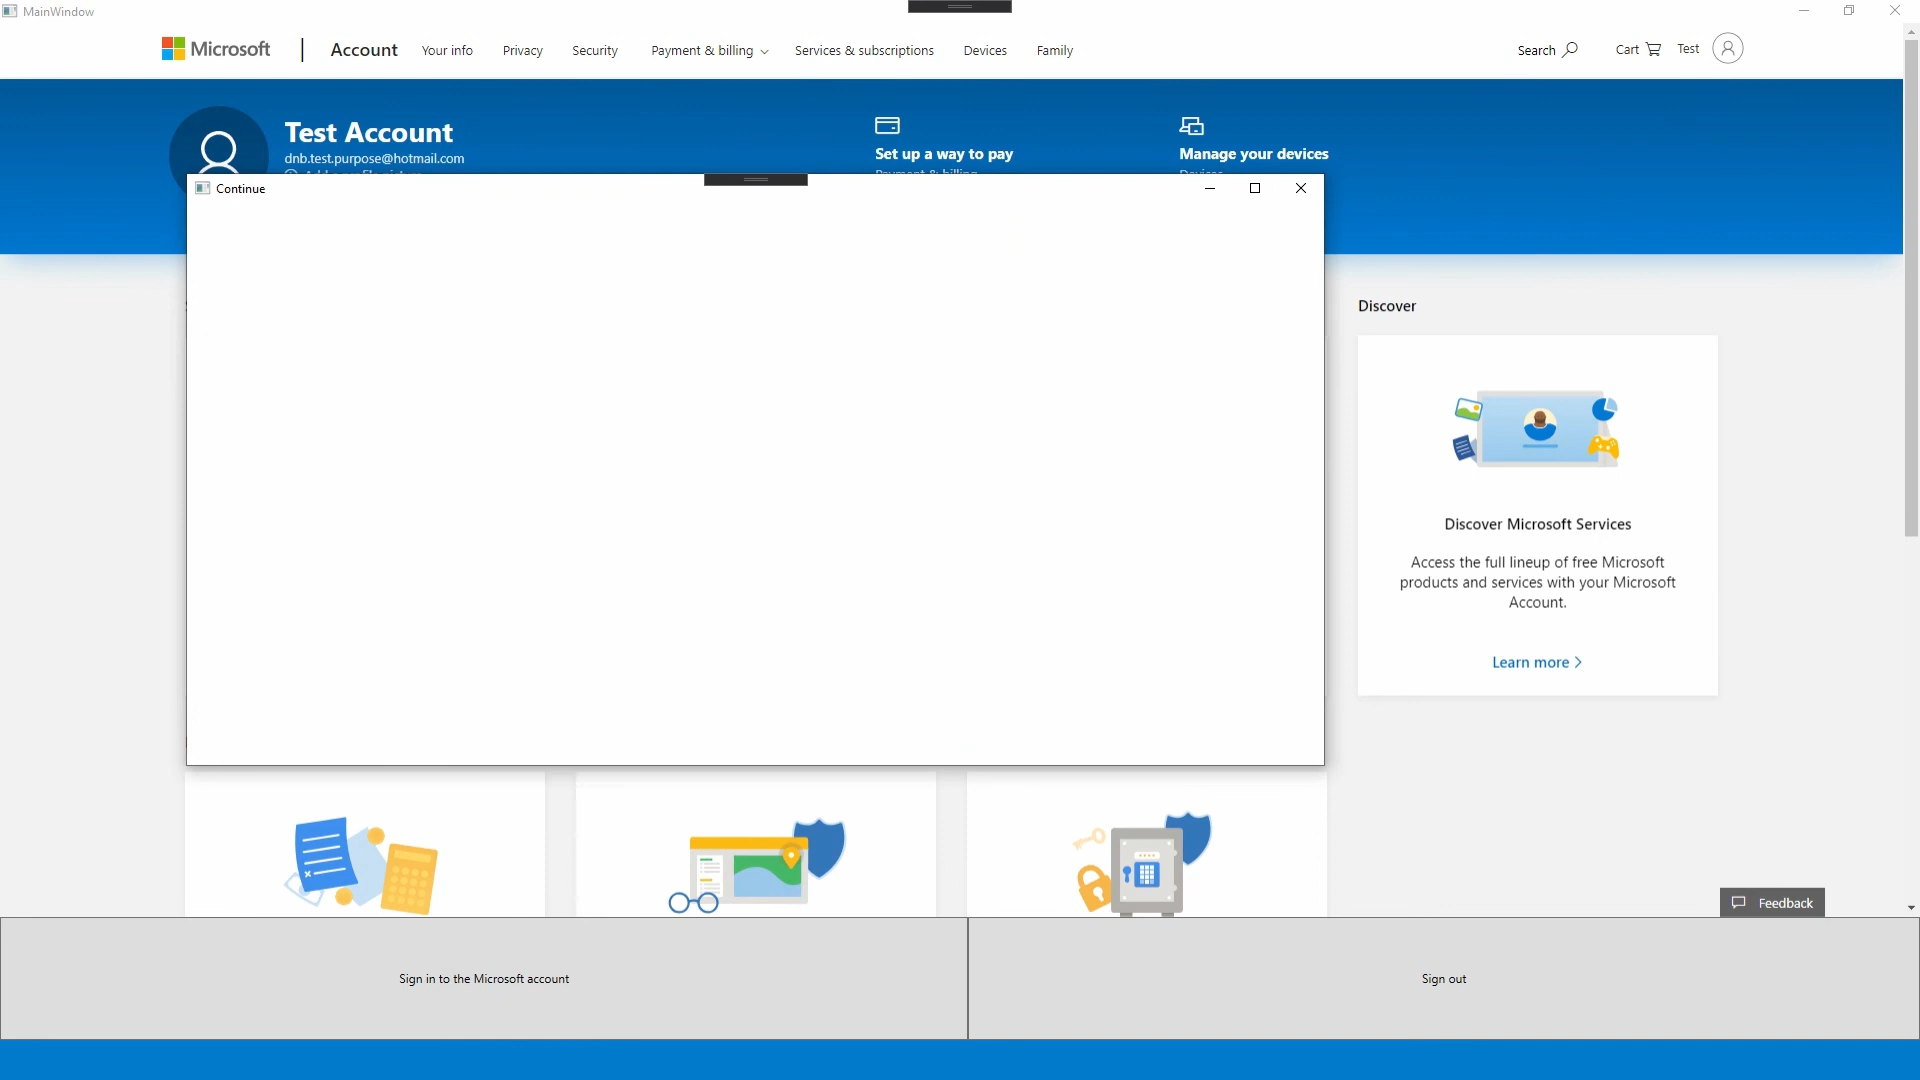 MainWindow
Microsoft
Account
Your info
Privacy
Security
Payment & billing
Services & subscriptions
Devices
Family
Search
Cart
Test
Test Account
dnb.test.purpose@hotmail.com
Set up a way to pay
Manage your devices
Continue
Discover
Discover Microsoft Services
Access the full lineup of free Microsoft
products and services with your Microsoft
Account.
Learn more
Feedback
Sign in to the Microsoft account
Sign out